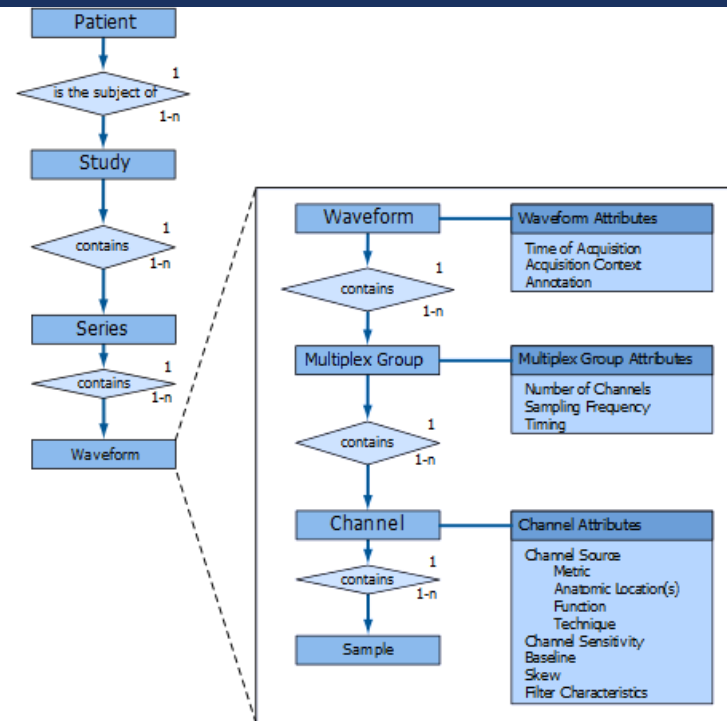 Patient
1
is the subject of
1-n
Study
1
contains
1-n
Series
1
contains
1-n
Waveform
Waveform
1
contains
1-n
Multiplex Group
1
contains
1-n
Channel
1
contains
1-n
Sample
Waveform Attributes
Time of Acquisition
Acquisition Context
Annotation
Multiplex Group Attributes
Number of Channels
Sampling Frequency
Timing
Channel Attributes
Channel Source
Metric
Anatomic Location(s)
Function
Technique
Channel Sensitivity
Baseline
Skew
Filter Characteristics